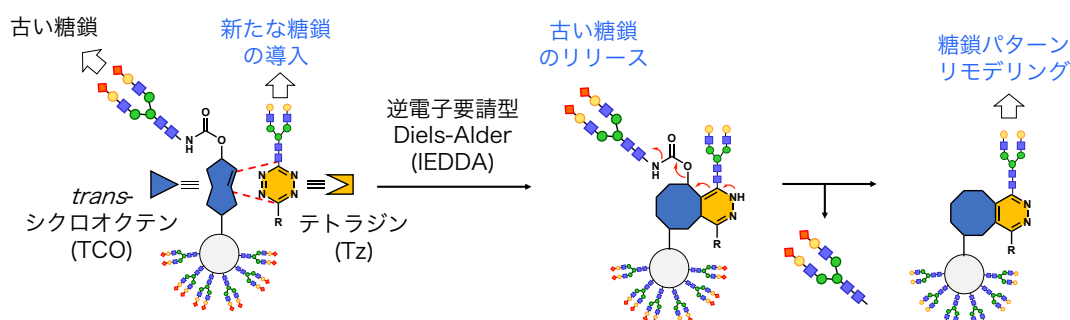 古い糖鎖
新たな糖鎖
の導入
O
N
H
O
N
N
N
N
R
trans-
シクロオクテン
(TCO)
テトラジン
(Tz)
逆電子要請型
Diels-Alder
(IEDDA)
古い糖鎖
のリリース
O
N
H
O
NH
N
R
糖鎖パターン
リモデリング
N
N
R